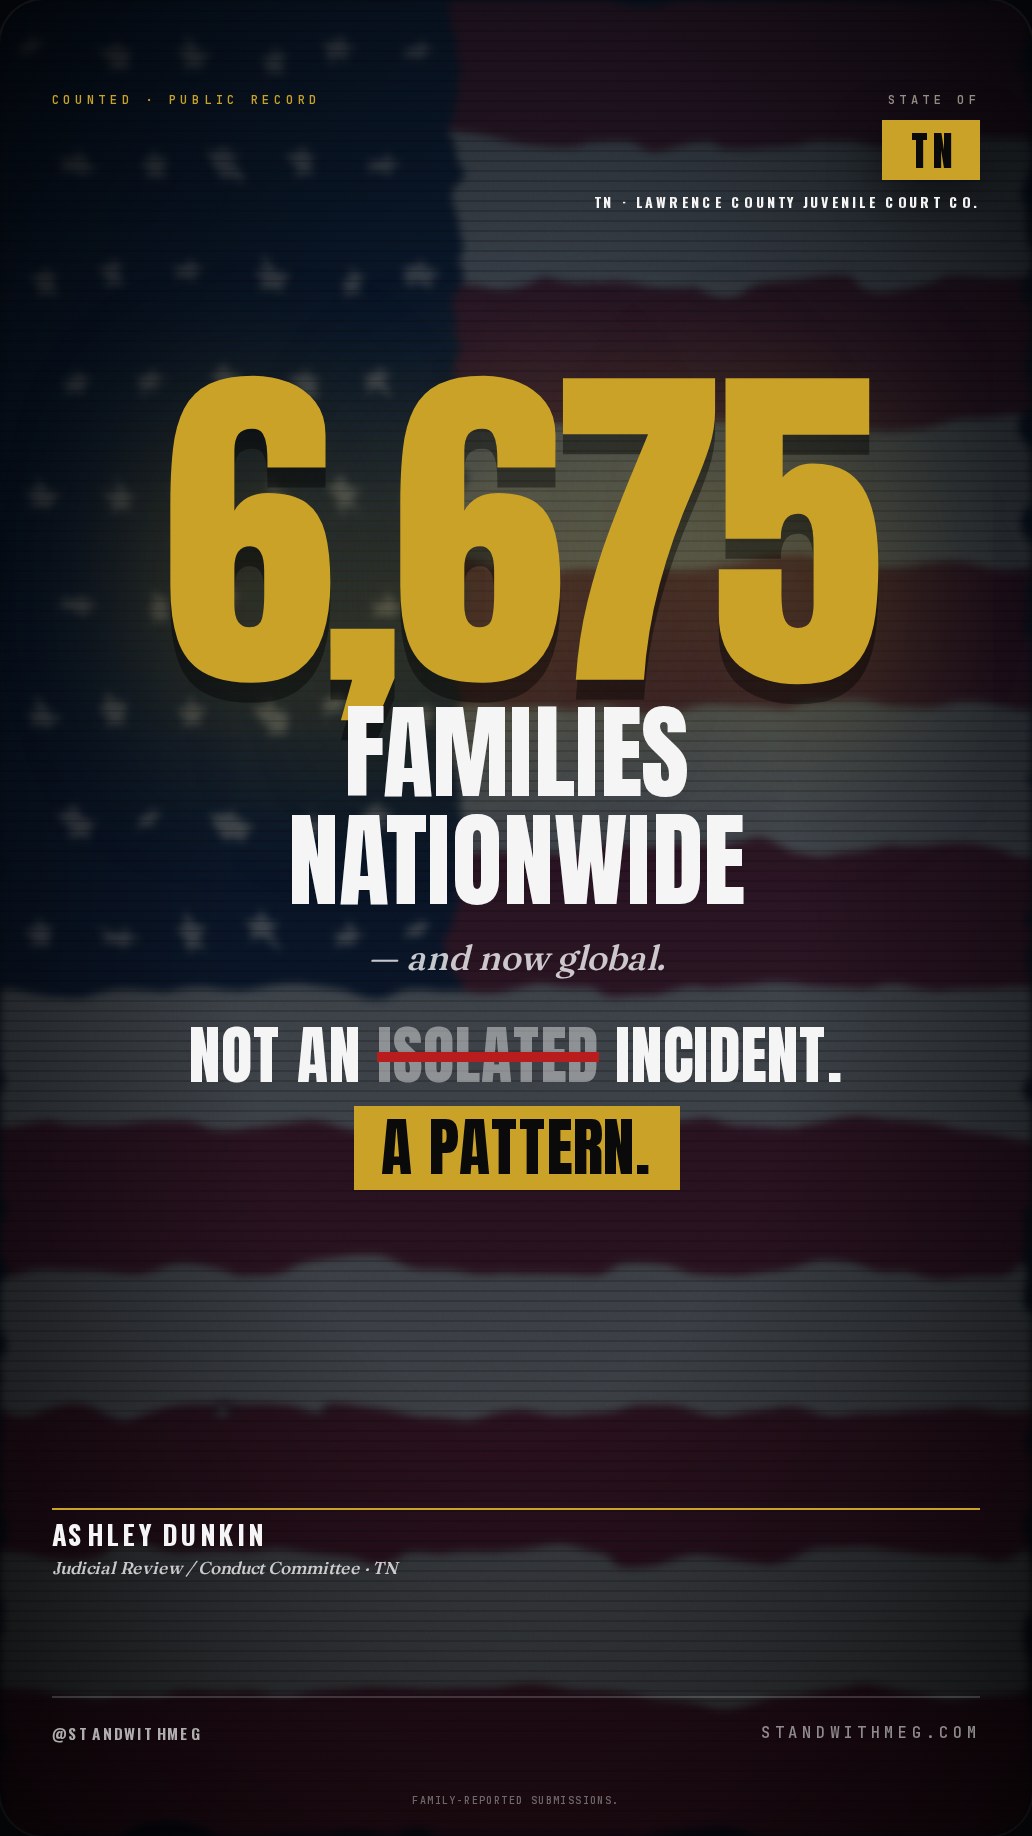 COUNTED · PUBLIC RECORD
STATE OF
TN
TN · LAWRENCE COUNTY JUVENILE COURT CO.
6,675
FAMILIES
NATIONWIDE
— and now global.
NOT AN ISOLATED INCIDENT.
A PATTERN.
ASHLEY DUNKIN
Judicial Review / Conduct Committee · TN
@STANDWITHMEG
STANDWITHMEG.COM
FAMILY-REPORTED SUBMISSIONS.